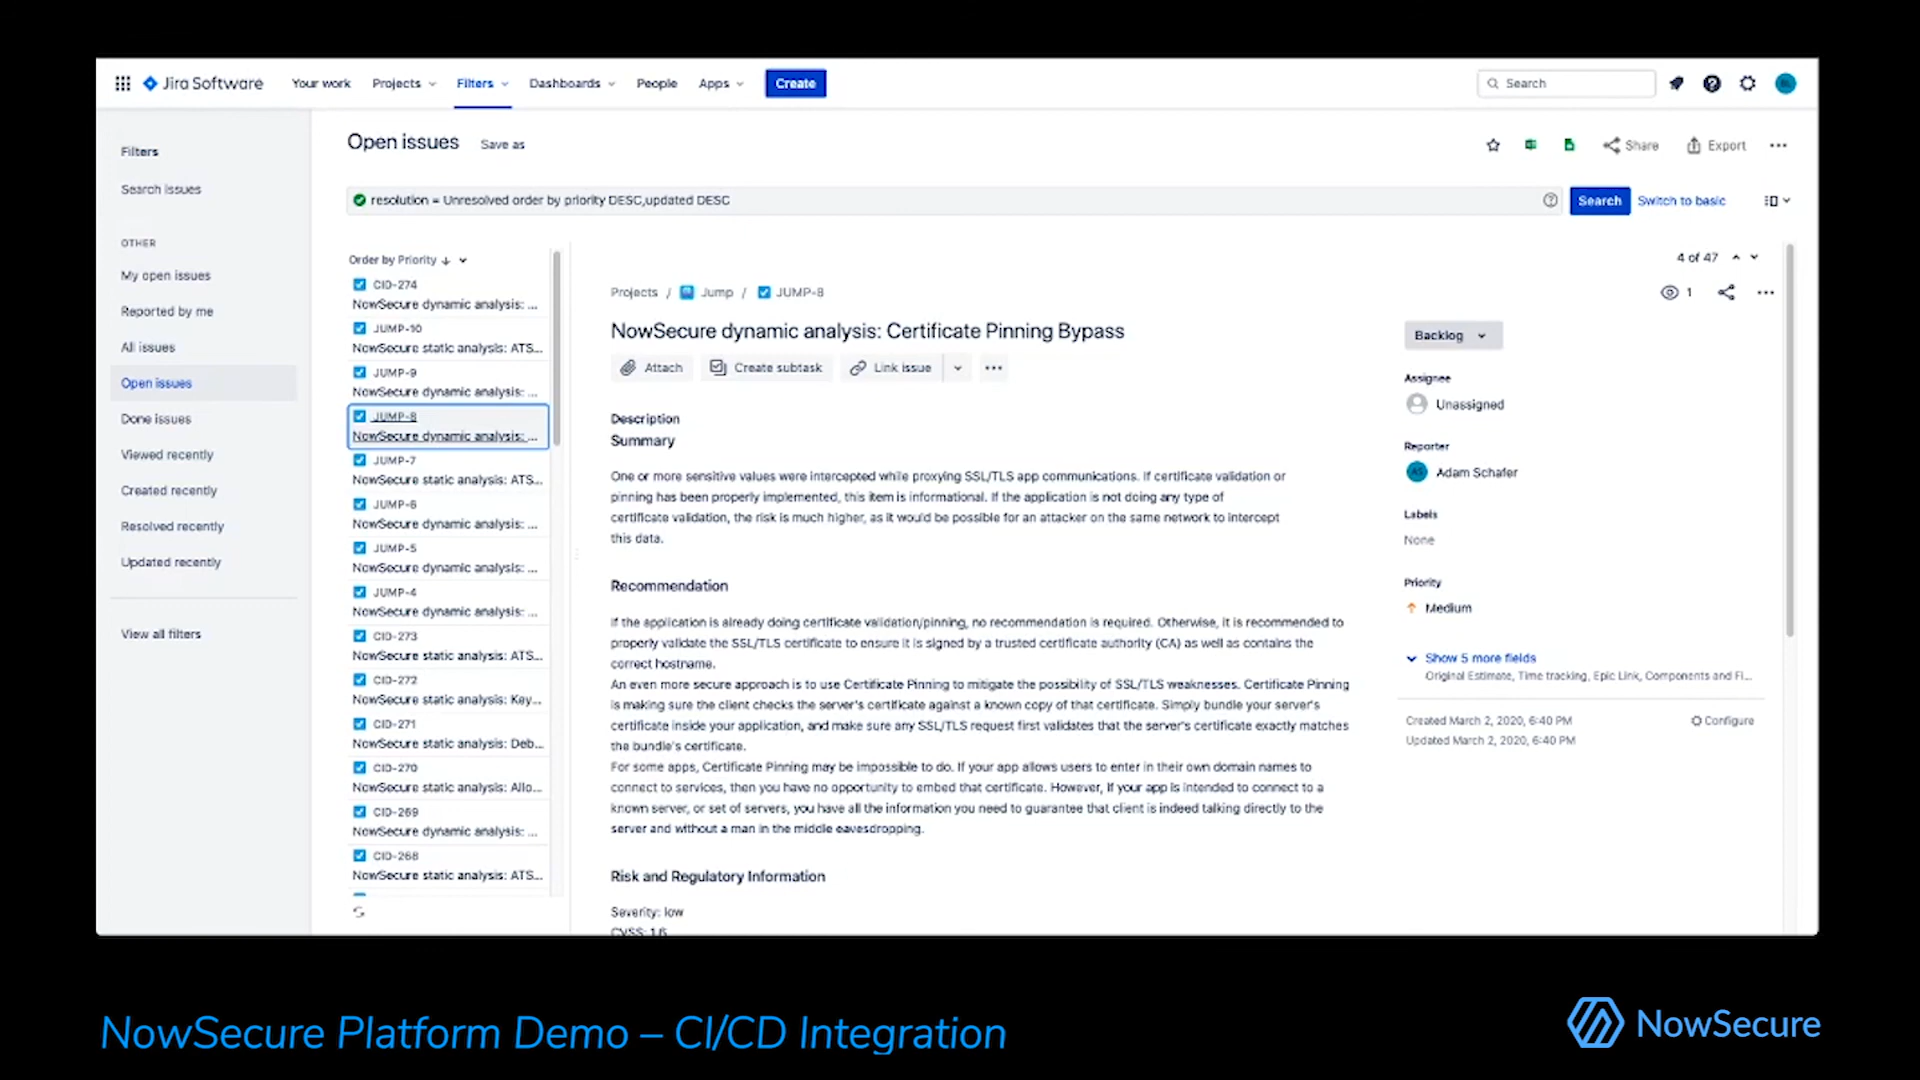 Jira Software
Your work
Projects
Filters
Dashboards
People
Apps
Create
Search
Filters
Search issues
OTHER
My open issues
Reported by me
All issues
Open issues
Done issues
Viewed recently
Created recently
Resolved recently
Updated recently
View all filters
Open issues
Save as
Share
Export
resolution = Unresolved order by priority DESC,updated DESC
Search
Switch to basic
Order by Priority
CID-274
NowSecure dynamic analysis: ...
JUMP-10
NowSecure static analysis: ATS...
JUMP-9
NowSecure dynamic analysis: ...
JUMP-8
NowSecure dynamic analysis: ...
JUMP-7
NowSecure static analysis: ATS...
JUMP-6
NowSecure dynamic analysis: ...
JUMP-5
NowSecure dynamic analysis: ...
JUMP-4
NowSecure dynamic analysis: ...
CID-273
NowSecure static analysis: ATS...
CID-272
NowSecure static analysis: Key...
CID-271
NowSecure static analysis: Deb...
CID-270
NowSecure static analysis: Allo...
CID-269
NowSecure dynamic analysis: ...
CID-268
NowSecure static analysis: ATS...
4 of 47
Projects / Jump / JUMP-8
1
NowSecure dynamic analysis: Certificate Pinning Bypass
Attach
Create subtask
Link issue
Description
Summary
One or more sensitive values were intercepted while proxying SSL/TLS app communications. If certificate validation or
pinning has been properly implemented, this item is informational. If the application is not doing any type of
certificate validation, the risk is much higher, as it would be possible for an attacker on the same network to intercept
this data.
Recommendation
If the application is already doing certificate validation/pinning, no recommendation is required. Otherwise, it is recommended to
properly validate the SSL/TLS certificate to ensure it is signed by a trusted certificate authority (CA) as well as contains the
correct hostname.
An even more secure approach is to use Certificate Pinning to mitigate the possibility of SSL/TLS weaknesses. Certificate Pinning
is making sure the client checks the server's certificate against a known copy of that certificate. Simply bundle your server's
certificate inside your application, and make sure any SSL/TLS request first validates that the server's certificate exactly matches
the bundle's certificate.
For some apps, Certificate Pinning may be impossible to do. If your app allows users to enter in their own domain names to
connect to services, then you have no opportunity to embed that certificate. However, if your app is intended to connect to a
known server, or set of servers, you have all the information you need to guarantee that client is indeed talking directly to the
server and without a man in the middle eavesdropping.
Risk and Regulatory Information
Severity: low
CVSS: 1.6
Backlog
Assignee
Unassigned
Reporter
AS
Adam Schafer
Labels
None
Priority
Medium
Show 5 more fields
Original Estimate, Time tracking, Epic Link, Components and Fi...
Created March 2, 2020, 6:40 PM
Configure
Updated March 2, 2020, 6:40 PM
NowSecure Platform Demo – CI/CD Integration
NowSecure